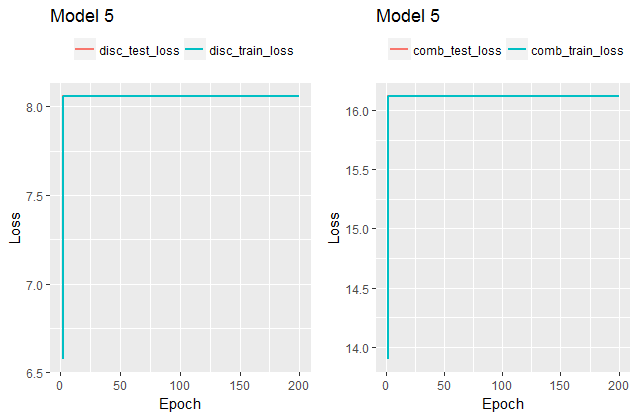 Model 5
disc_test_loss disc_train_loss
8.0
7.5
7.0
6.5
Loss
0 50 100 150 200
Epoch
Model 5
comb_test_loss comb_train_loss
16.0
15.5
15.0
14.5
14.0
Loss
0 50 100 150 200
Epoch